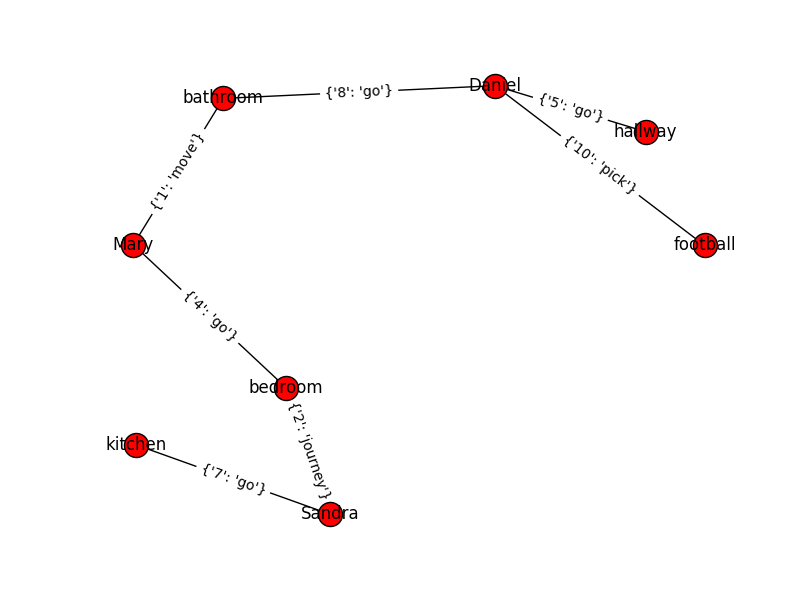 Daniel
bathroom
{'8': 'go'}
{'5': 'go'}
hallway
{'10': 'pick'}
{'1': 'move'}
Mary
football
{'4': 'go'}
bedroom
{'2': 'journey'}
kitchen
{'7': 'go'}
Sandra